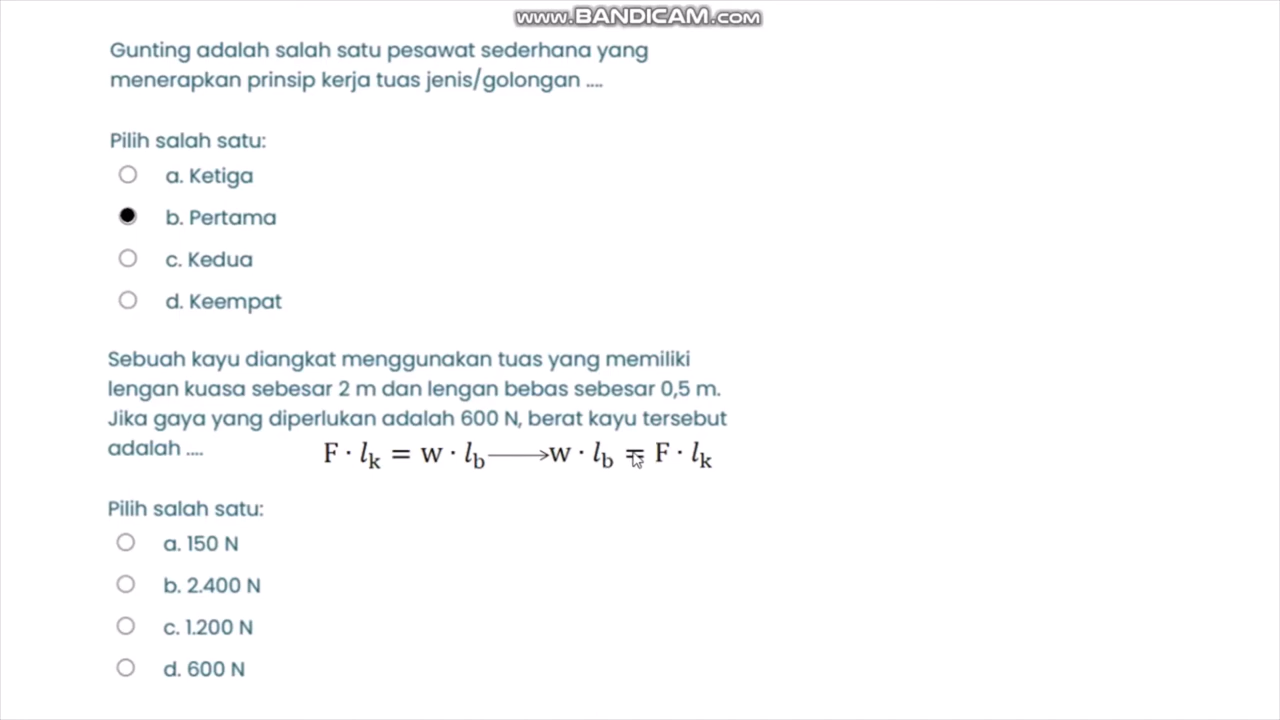 www.BANDICAM.com
Gunting adalah salah satu pesawat sederhana yang
menerapkan prinsip kerja tuas jenis/golongan ....
Pilih salah satu:
a. Ketiga
b. Pertama
c. Kedua
d. Keempat
Sebuah kayu diangkat menggunakan tuas yang memiliki
lengan kuasa sebesar 2 m dan lengan bebas sebesar 0,5 m.
Jika gaya yang diperlukan adalah 600 N, berat kayu tersebut
adalah ....
F · lₖ = w · l_b ⟶ w · l_b = F · lₖ
Pilih salah satu:
a. 150 N
b. 2.400 N
c. 1.200 N
d. 600 N